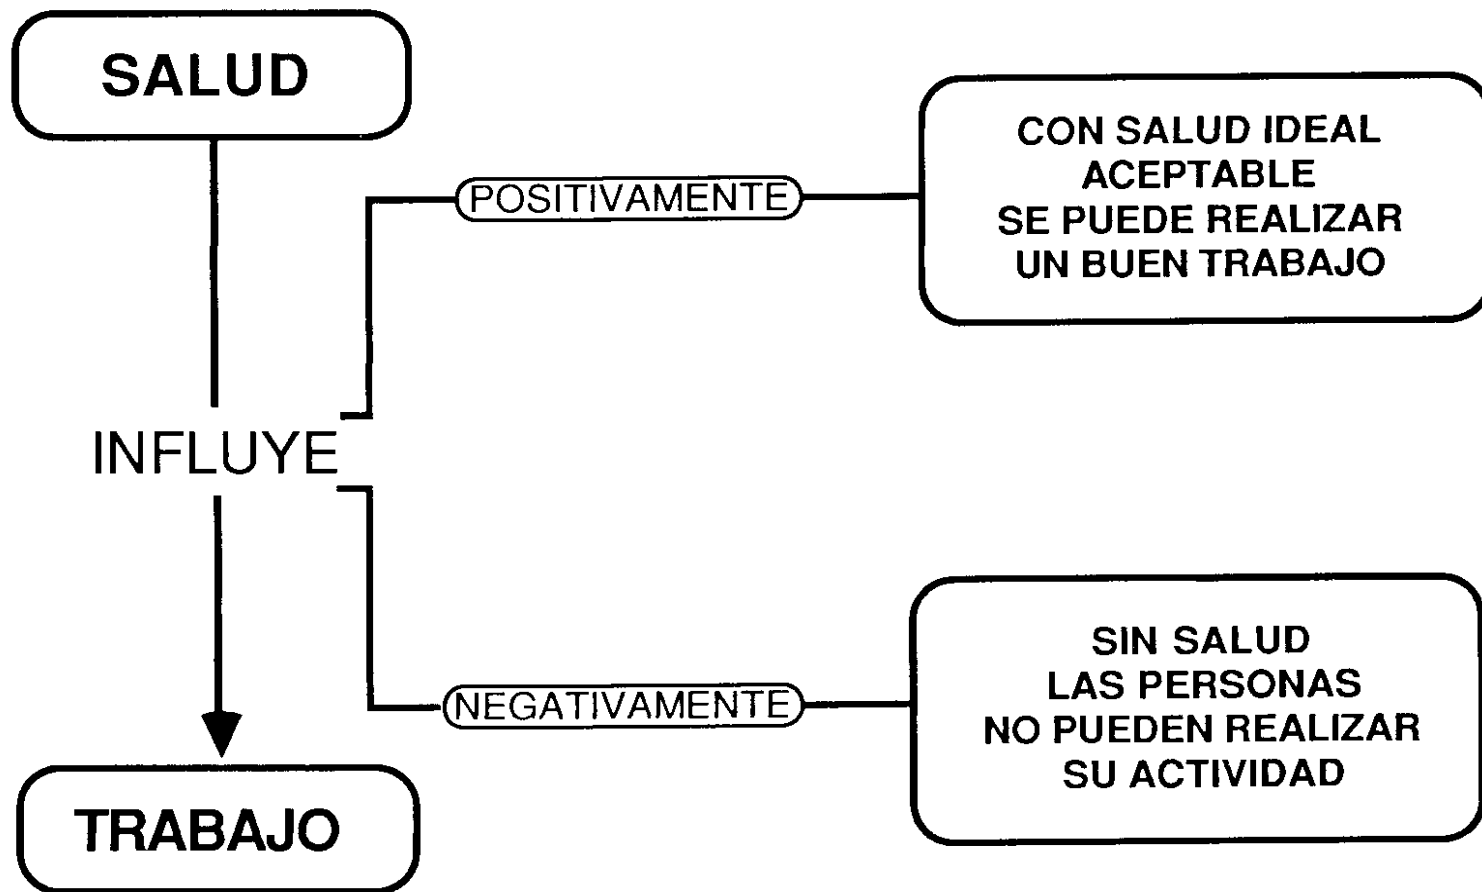 SALUD
POSITIVAMENTE
CON SALUD IDEAL
ACEPTABLE
SE PUEDE REALIZAR
UN BUEN TRABAJO
INFLUYE
NEGATIVAMENTE
SIN SALUD
LAS PERSONAS
NO PUEDEN REALIZAR
SU ACTIVIDAD
TRABAJO